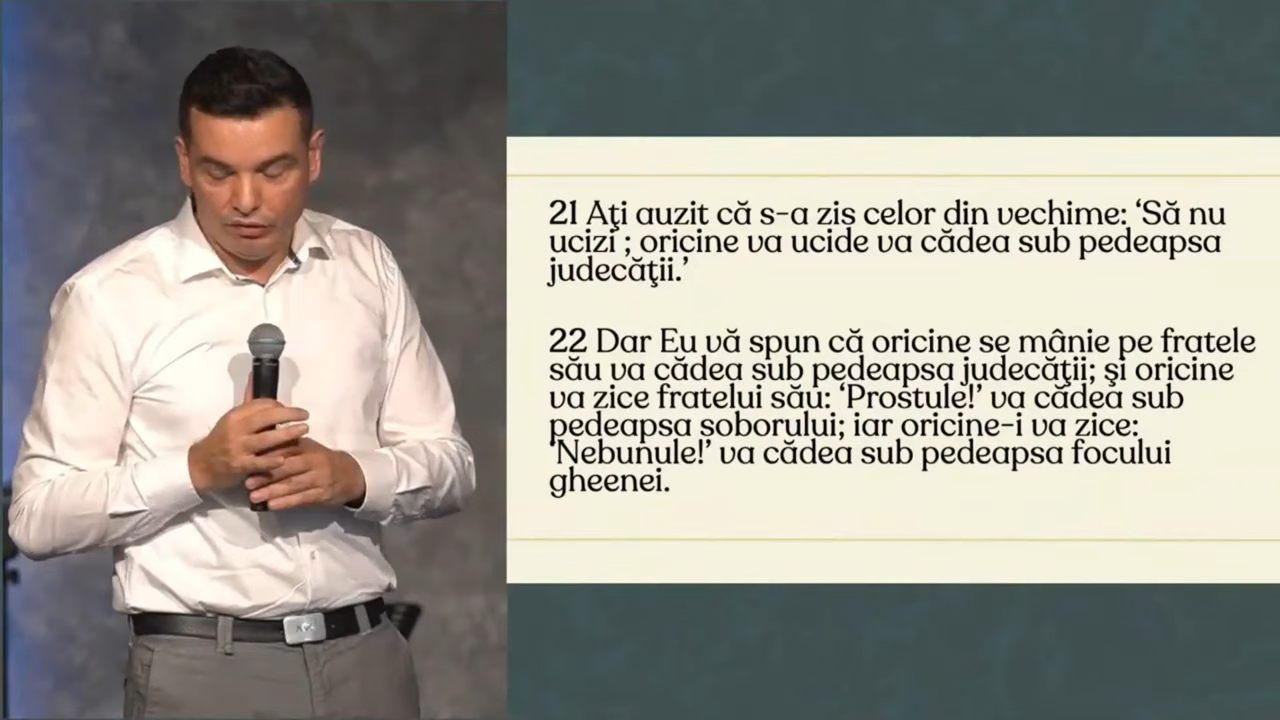 21 Aţi auzit că s-a zis celor din vechime: ‘Să nu
ucizi ; oricine va ucide va cădea sub pedeapsa
judecăţii.’
22 Dar Eu vă spun că oricine se mânie pe fratele
său va cădea sub pedeapsa judecăţii; şi oricine
va zice fratelui său: ‘Prostule!’ va cădea sub
pedeapsa soborului; iar oricine-i va zice:
‘Nebunule!’ va cădea sub pedeapsa focului
gheenei.